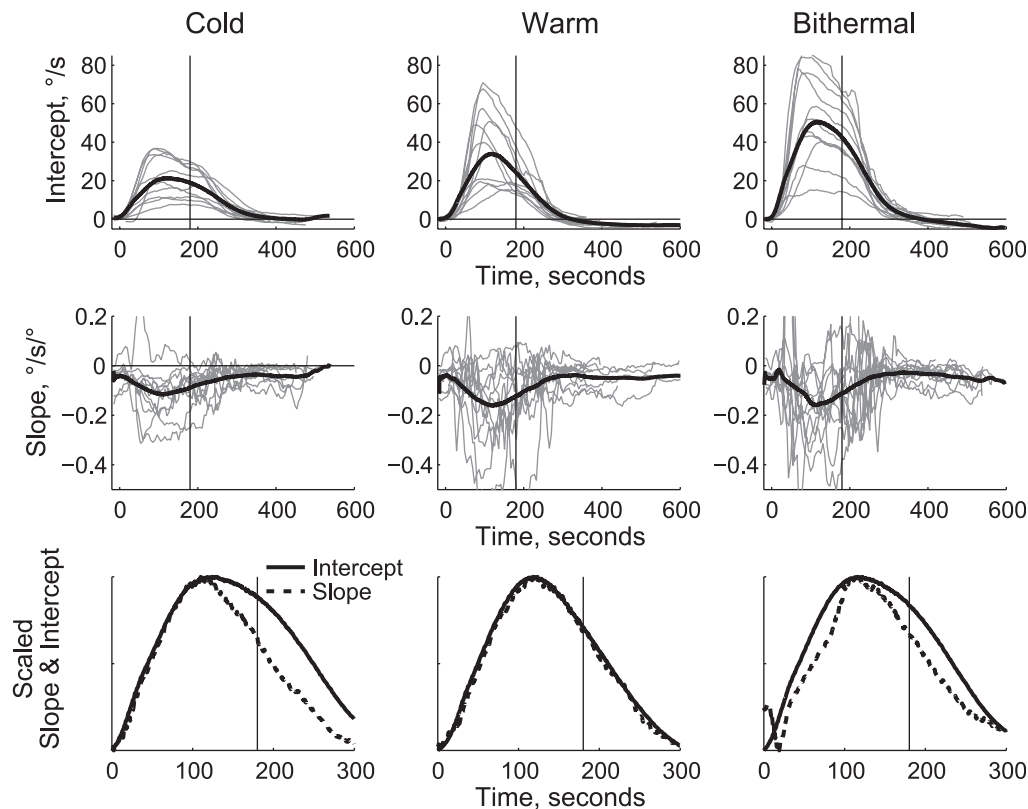 Cold
Warm
Bithermal
Intercept, °/s
80
60
40
20
0
0 200 400 600
80
60
40
20
0
0 200 400 600
80
60
40
20
0
0 200 400 600
Time, seconds
Slope, °/s/°
0.2
0
−0.2
−0.4
0 200 400 600
0.2
0
−0.2
−0.4
0 200 400 600
0.2
0
−0.2
−0.4
0 200 400 600
Time, seconds
Scaled
Slope & Intercept
Intercept
Slope
0 100 200 300
0 100 200 300
0 100 200 300
Time, seconds